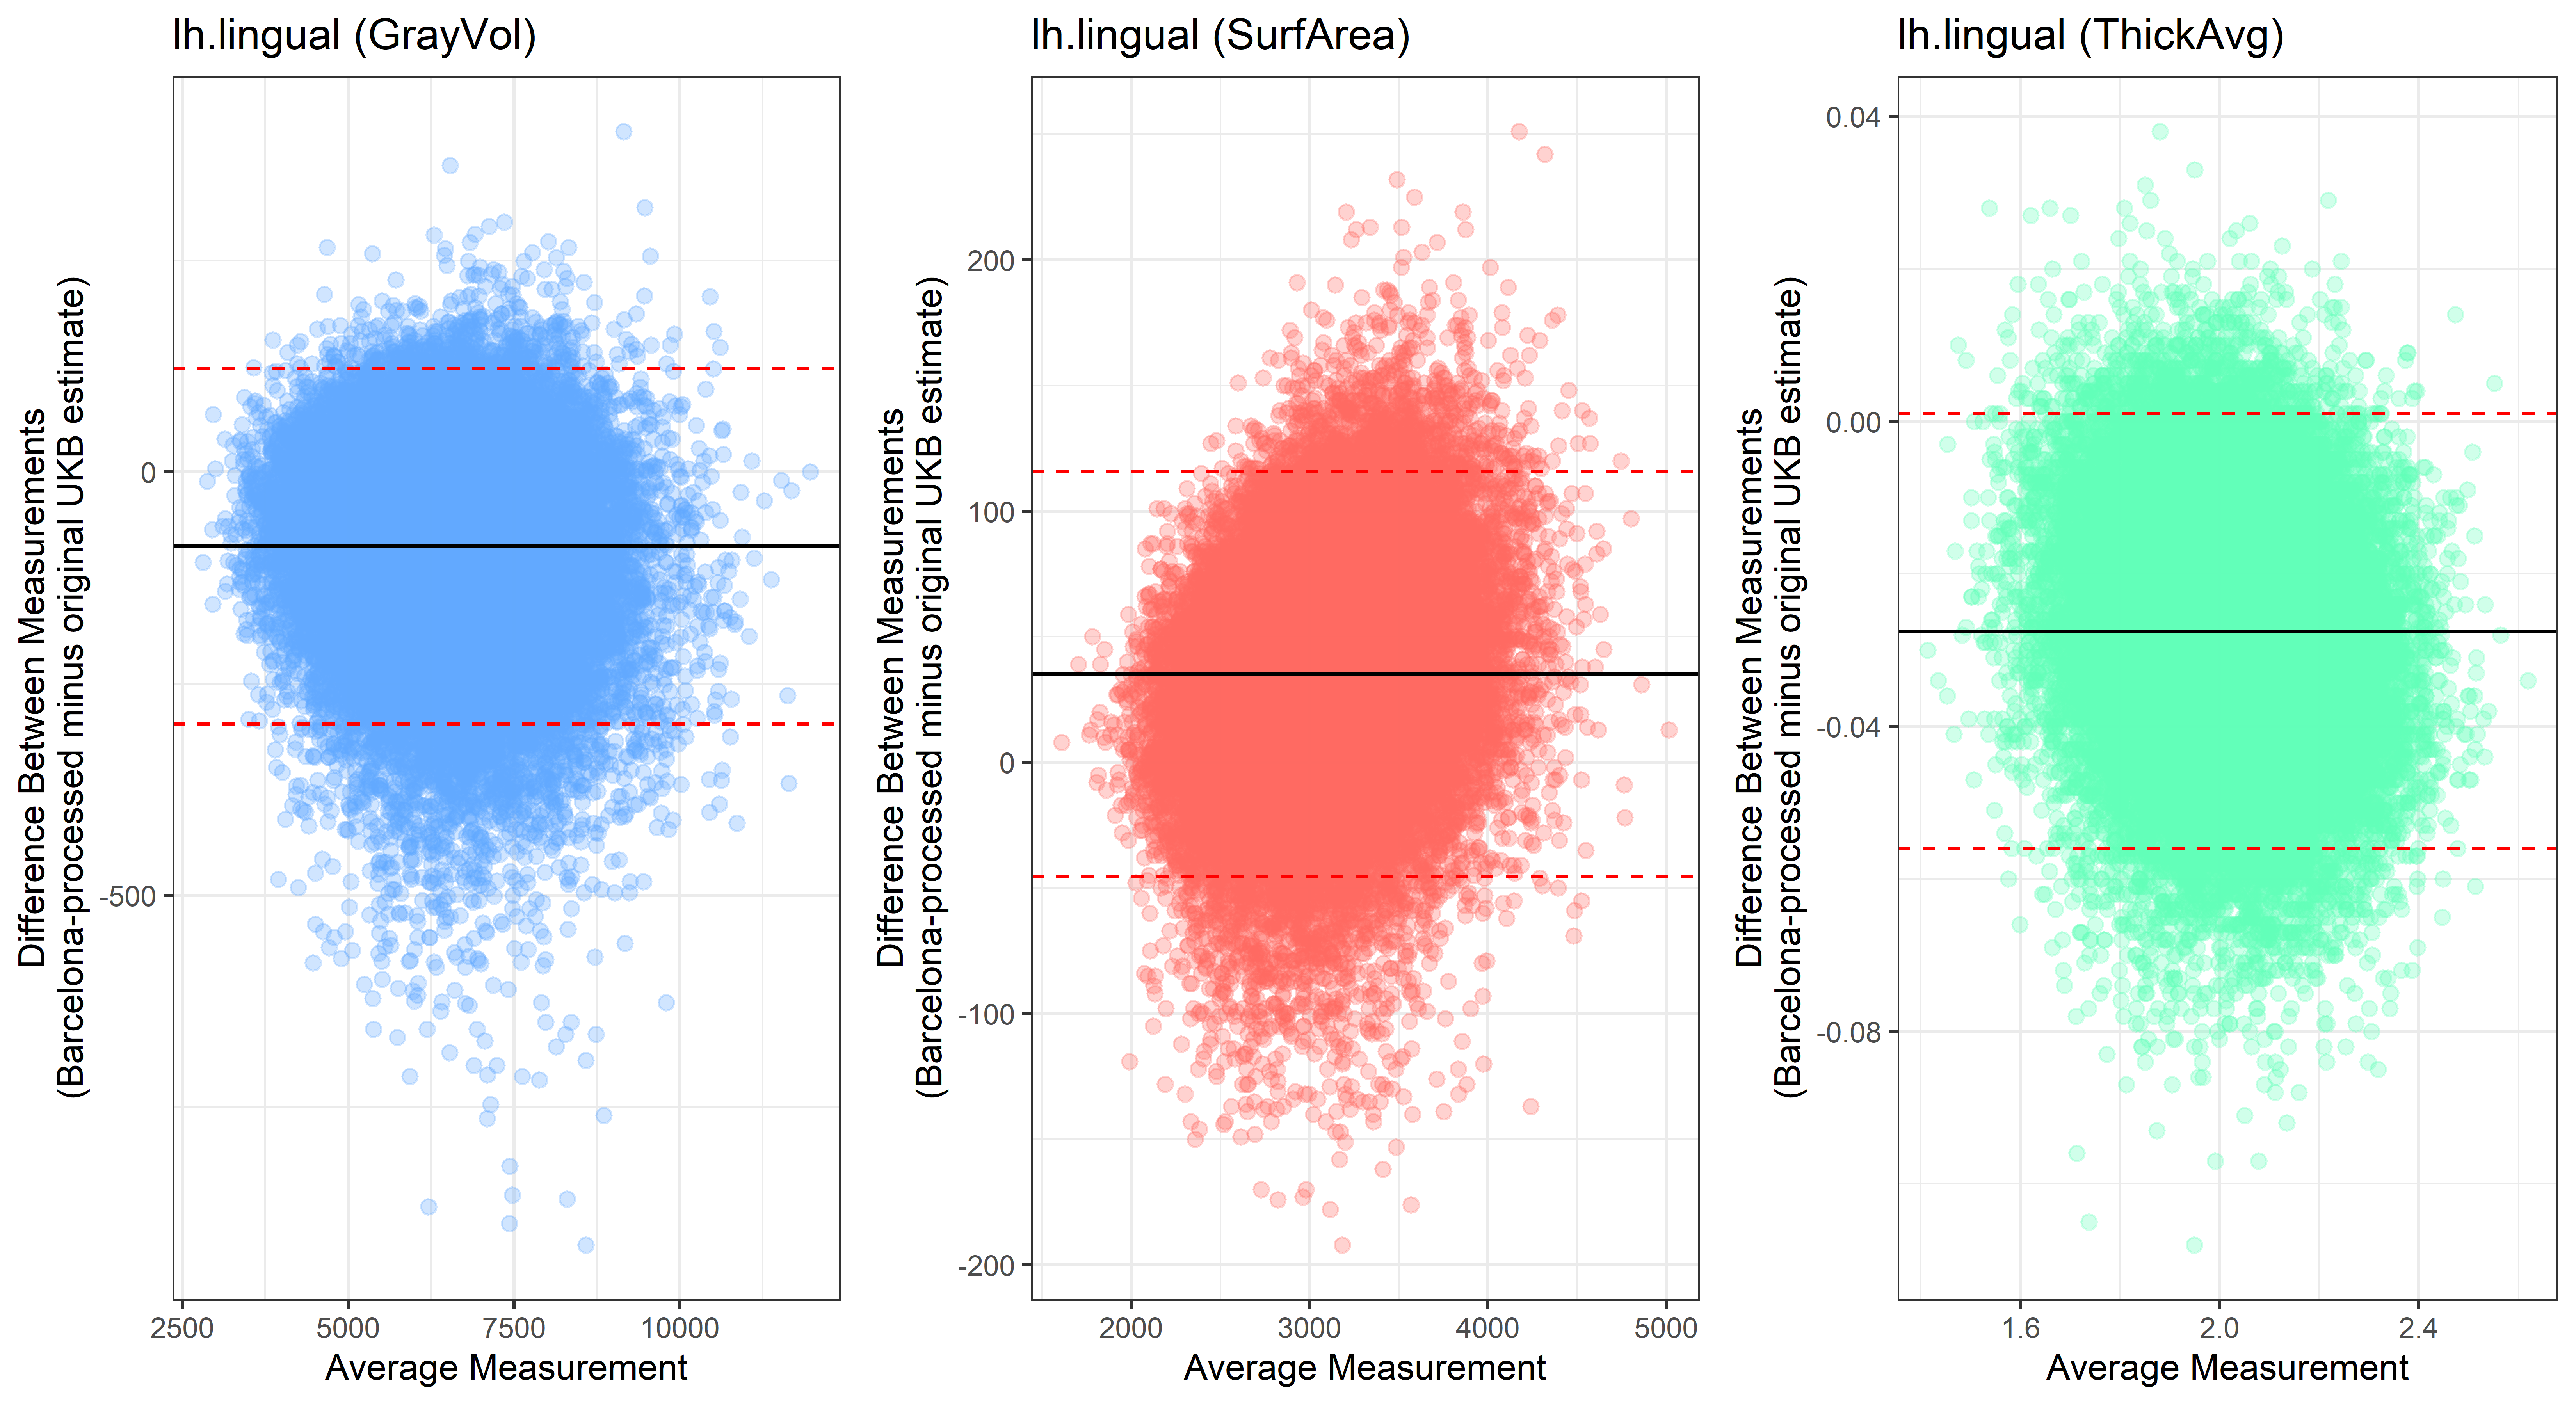 lh.lingual (GrayVol)
Difference Between Measurements
(Barcelona-processed minus original UKB estimate)
0
-500
2500 5000 7500 10000
Average Measurement
lh.lingual (SurfArea)
Difference Between Measurements
(Barcelona-processed minus original UKB estimate)
200
100
0
-100
-200
2000 3000 4000 5000
Average Measurement
lh.lingual (ThickAvg)
Difference Between Measurements
(Barcelona-processed minus original UKB estimate)
0.04
0.00
-0.04
-0.08
1.6 2.0 2.4
Average Measurement